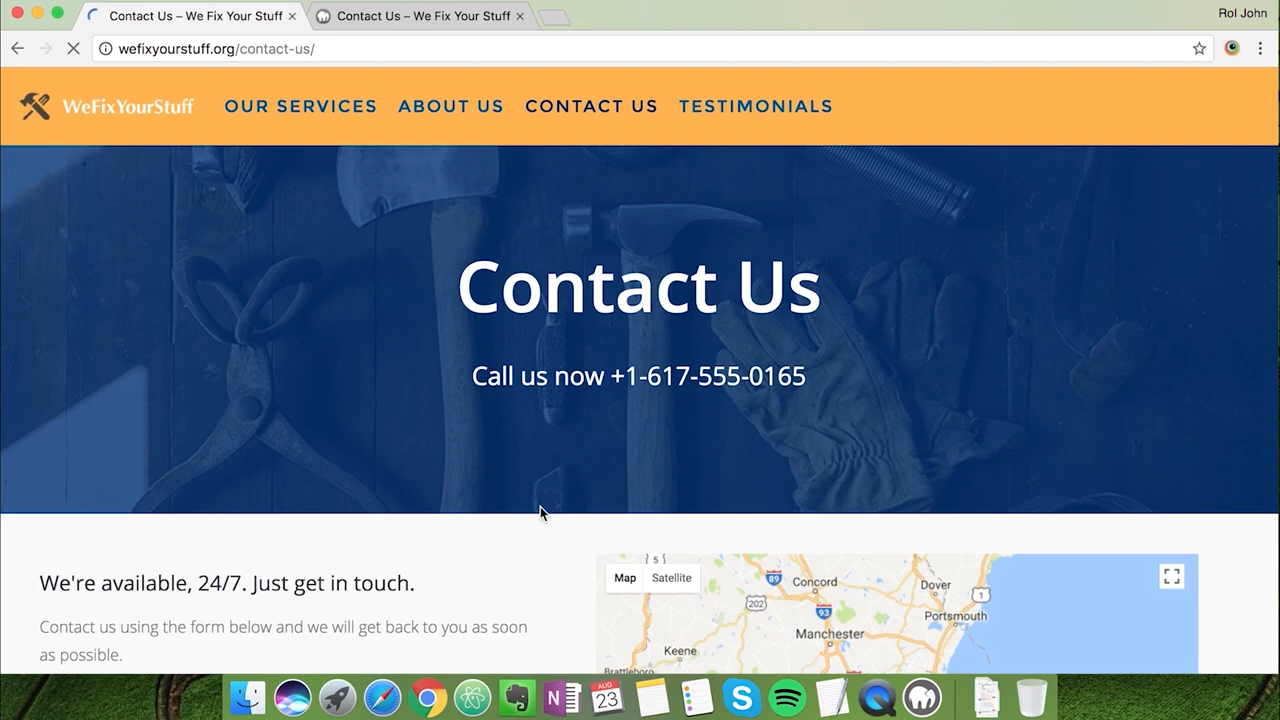 Contact Us – We Fix Your Stuff
Contact Us – We Fix Your Stuff
Rol John
wefixyourstuff.org/contact-us/
WeFixYourStuff
OUR SERVICES
ABOUT US
CONTACT US
TESTIMONIALS
Contact Us
Call us now +1-617-555-0165
We're available, 24/7. Just get in touch.
Contact us using the form below and we will get back to you as soon
as possible.
Map
Satellite
5
89
Concord
Dover
1
202
93
Portsmouth
Manchester
Keene
Brattleboro
N
AUG
23